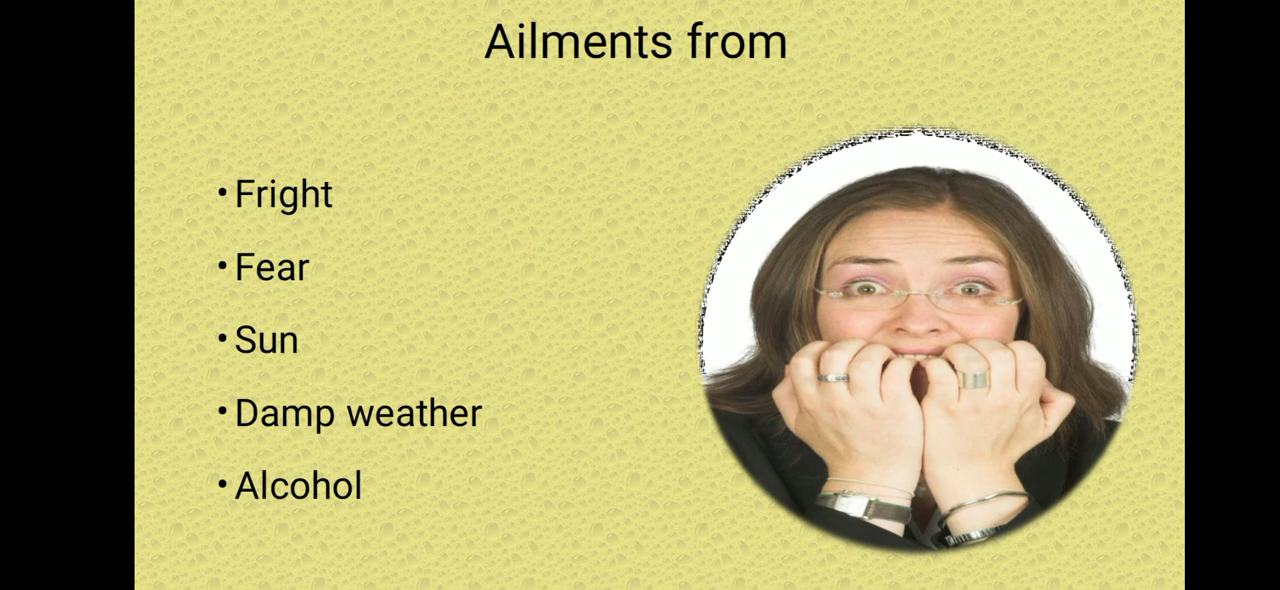 Ailments from
• Fright
• Fear
• Sun
• Damp weather
• Alcohol